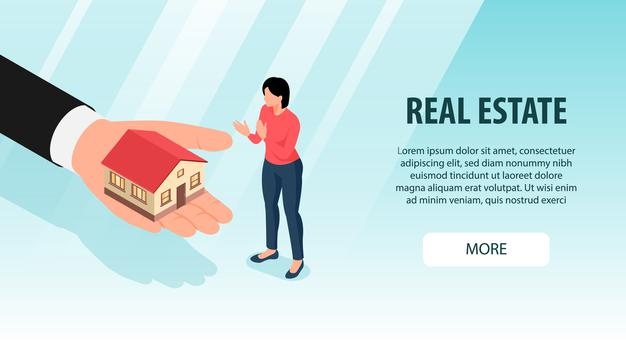 REAL ESTATE
Lorem ipsum dolor sit amet, consectetuer
adipiscing elit, sed diam nonummy
nibh euismod tincidunt ut laoreet dolore
magna aliquam erat volutpat. Ut wisi enim
ad minim veniam, quis nostrud exerci
MORE